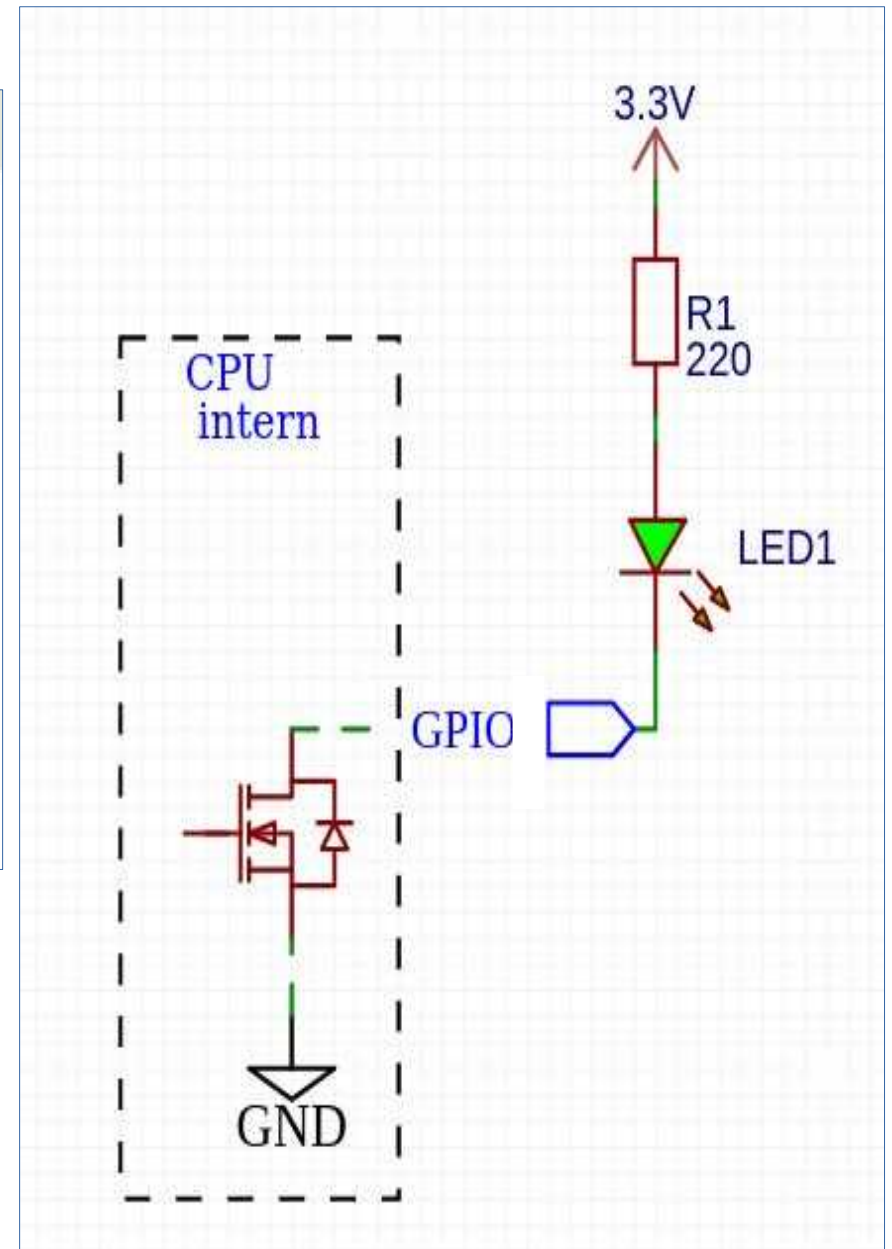 3.3V
R1
220
CPU
intern
LED1
GPIO
GND